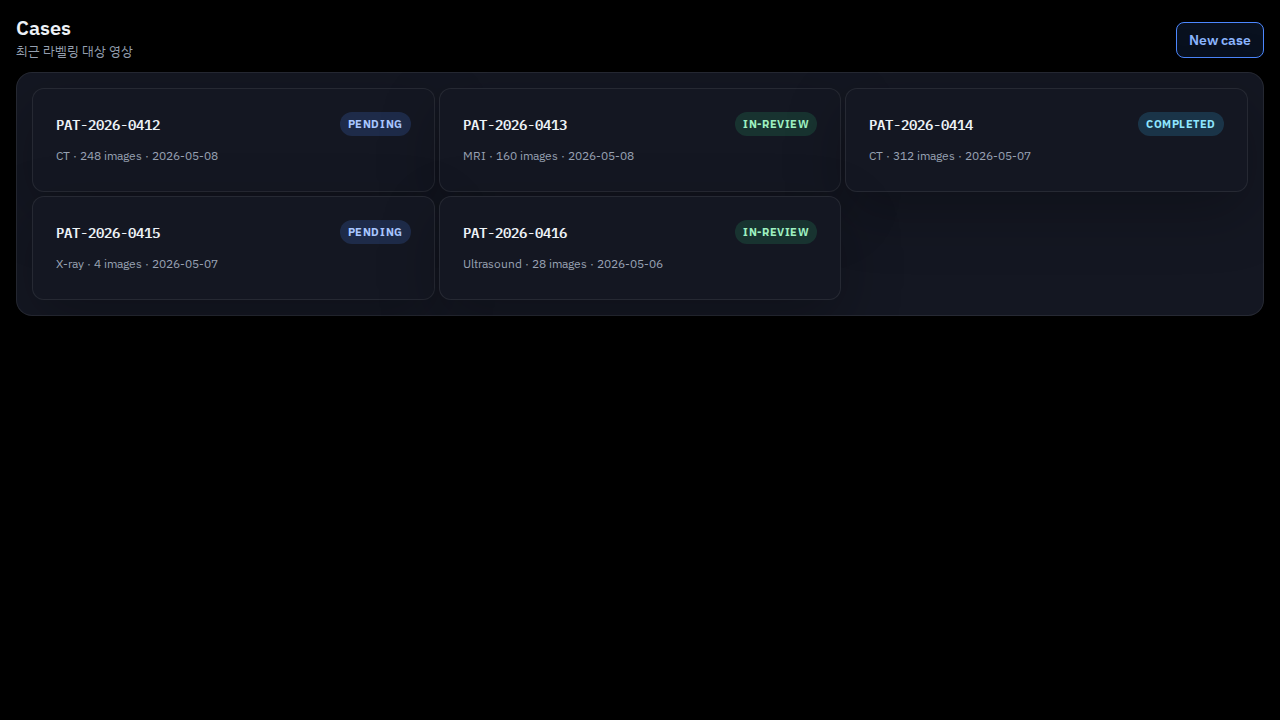 Cases
최근 라벨링 대상 영상
New case
PAT-2026-0412
PENDING
CT · 248 images · 2026-05-08
PAT-2026-0413
IN-REVIEW
MRI · 160 images · 2026-05-08
PAT-2026-0414
COMPLETED
CT · 312 images · 2026-05-07
PAT-2026-0415
PENDING
X-ray · 4 images · 2026-05-07
PAT-2026-0416
IN-REVIEW
Ultrasound · 28 images · 2026-05-06